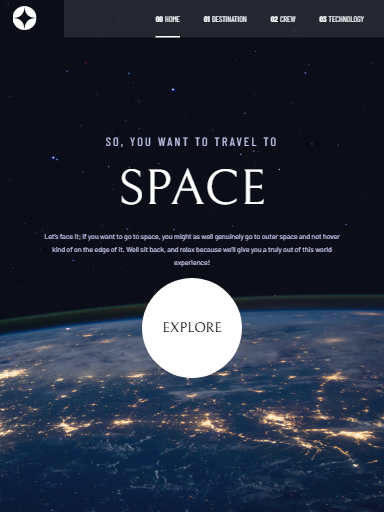 00 HOME 01 DESTINATION 02 CREW 03 TECHNOLOGY
SO, YOU WANT TO TRAVEL TO
SPACE
Let's face it; if you want to go to space, you might as well genuinely go to outer space and not hover
kind of on the edge of it. Well sit back, and relax because we'll give you a truly out of this world
experience!
EXPLORE